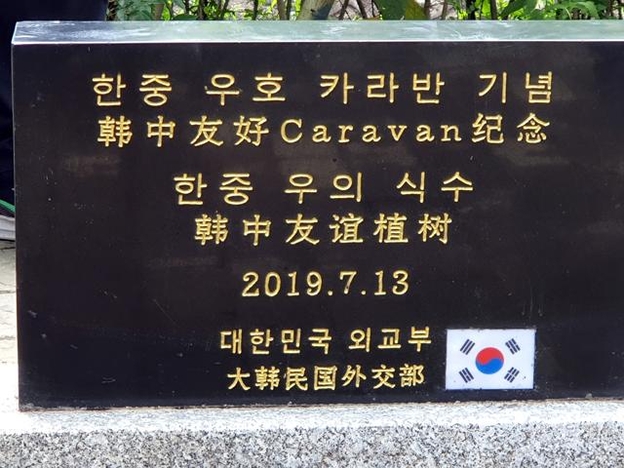 한중 우호 카라반 기념
韩中友好Caravan纪念
한중 우의 식수
韩中友谊植树
2019.7.13
대한민국 외교부
大韩民国外交部